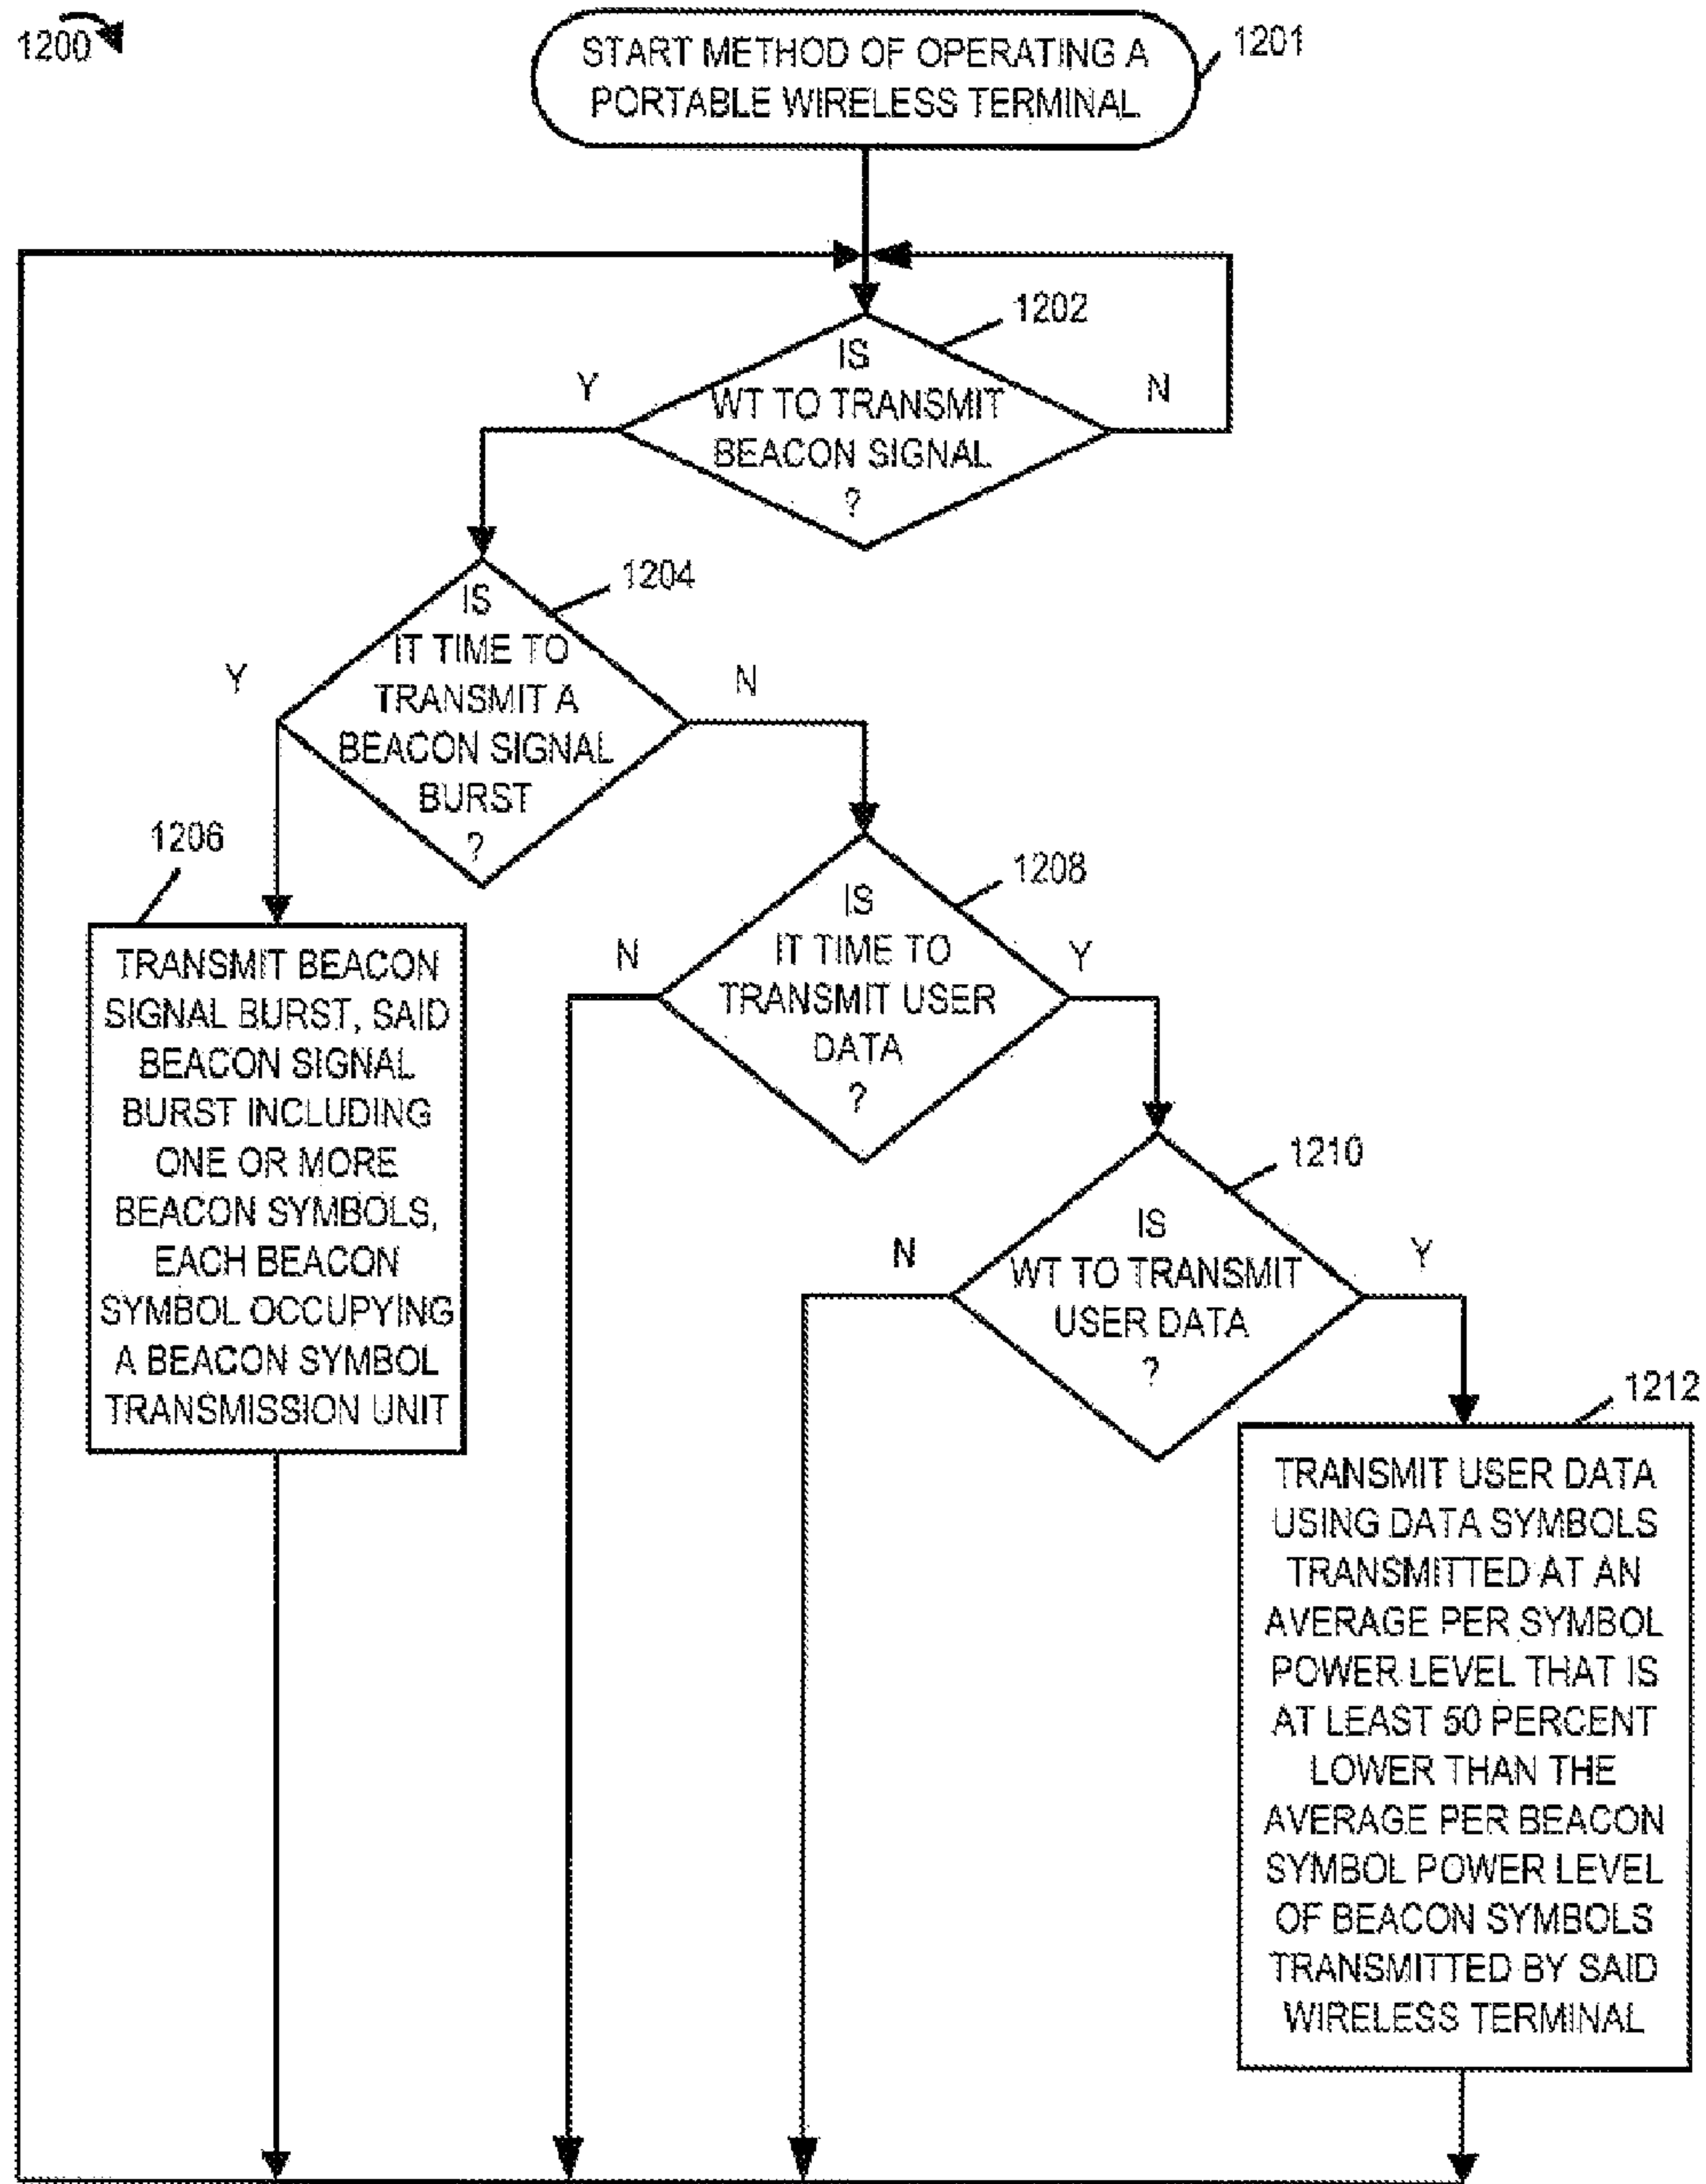 1200
START METHOD OF OPERATING A
PORTABLE WIRELESS TERMINAL
1201
1202
IS
WT TO TRANSMIT
BEACON SIGNAL
?
Y
N
1204
IS
IT TIME TO
TRANSMIT A
BEACON SIGNAL
BURST
?
Y
N
1206
TRANSMIT BEACON
SIGNAL BURST, SAID
BEACON SIGNAL
BURST INCLUDING
ONE OR MORE
BEACON SYMBOLS,
EACH BEACON
SYMBOL OCCUPYING
A BEACON SYMBOL
TRANSMISSION UNIT
1208
IS
IT TIME TO
TRANSMIT USER
DATA
?
N
Y
1210
IS
WT TO TRANSMIT
USER DATA
?
N
Y
1212
TRANSMIT USER DATA
USING DATA SYMBOLS
TRANSMITTED AT AN
AVERAGE PER SYMBOL
POWER LEVEL THAT IS
AT LEAST 50 PERCENT
LOWER THAN THE
AVERAGE PER BEACON
SYMBOL POWER LEVEL
OF BEACON SYMBOLS
TRANSMITTED BY SAID
WIRELESS TERMINAL